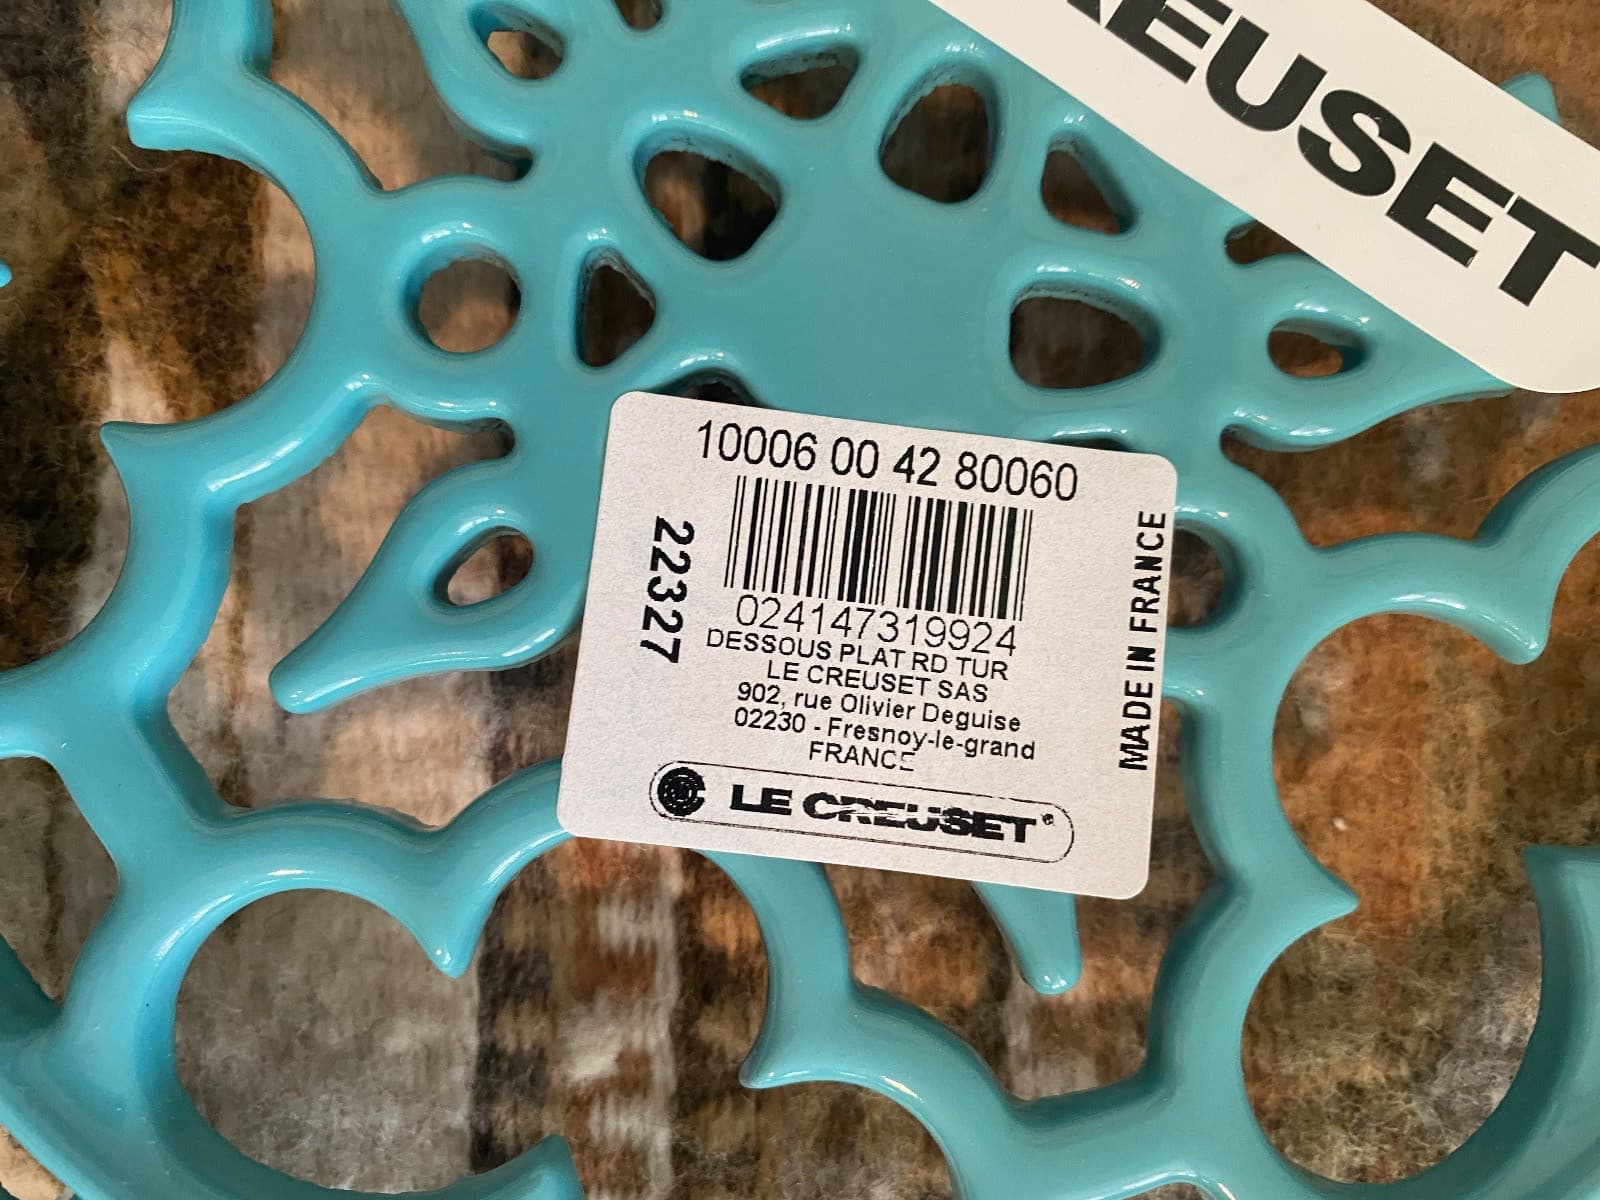 REUSET
10006 00 42 80060
22327
024147319924
DESSOUS PLAT RD TUR
LE CREUSET SAS
902, rue Olivier Deguise
02230 - Fresnoy-le-grand
FRANCE
MADE IN FRANCE
LE CREUSET®